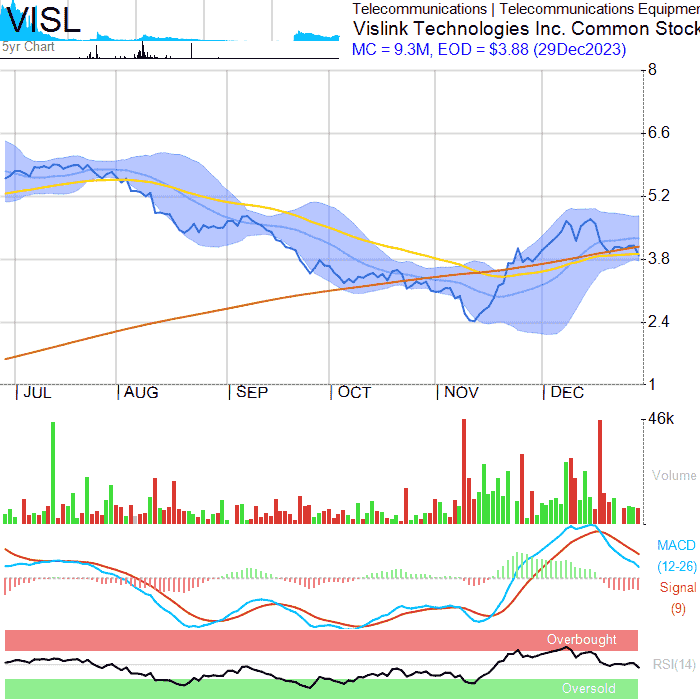 VISL
5yr Chart
Telecommunications | Telecommunications Equipmen
Vislink Technologies Inc. Common Stock
MC = 9.3M, EOD = $3.88 (29Dec2023)
8
6.6
5.2
3.8
2.4
1
JUL AUG SEP OCT NOV DEC
46k
Volume
MACD
(12-26)
Signal
(9)
Overbought
RSI(14)
Oversold